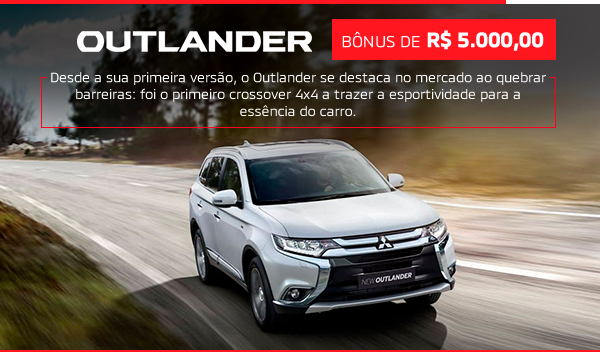 OUTLANDER
BÔNUS DE R$ 5.000,00
Desde a sua primeira versão, o Outlander se destaca no mercado ao quebrar
barreiras: foi o primeiro crossover 4x4 a trazer a esportividade para a
essência do carro.
NEW OUTLANDER